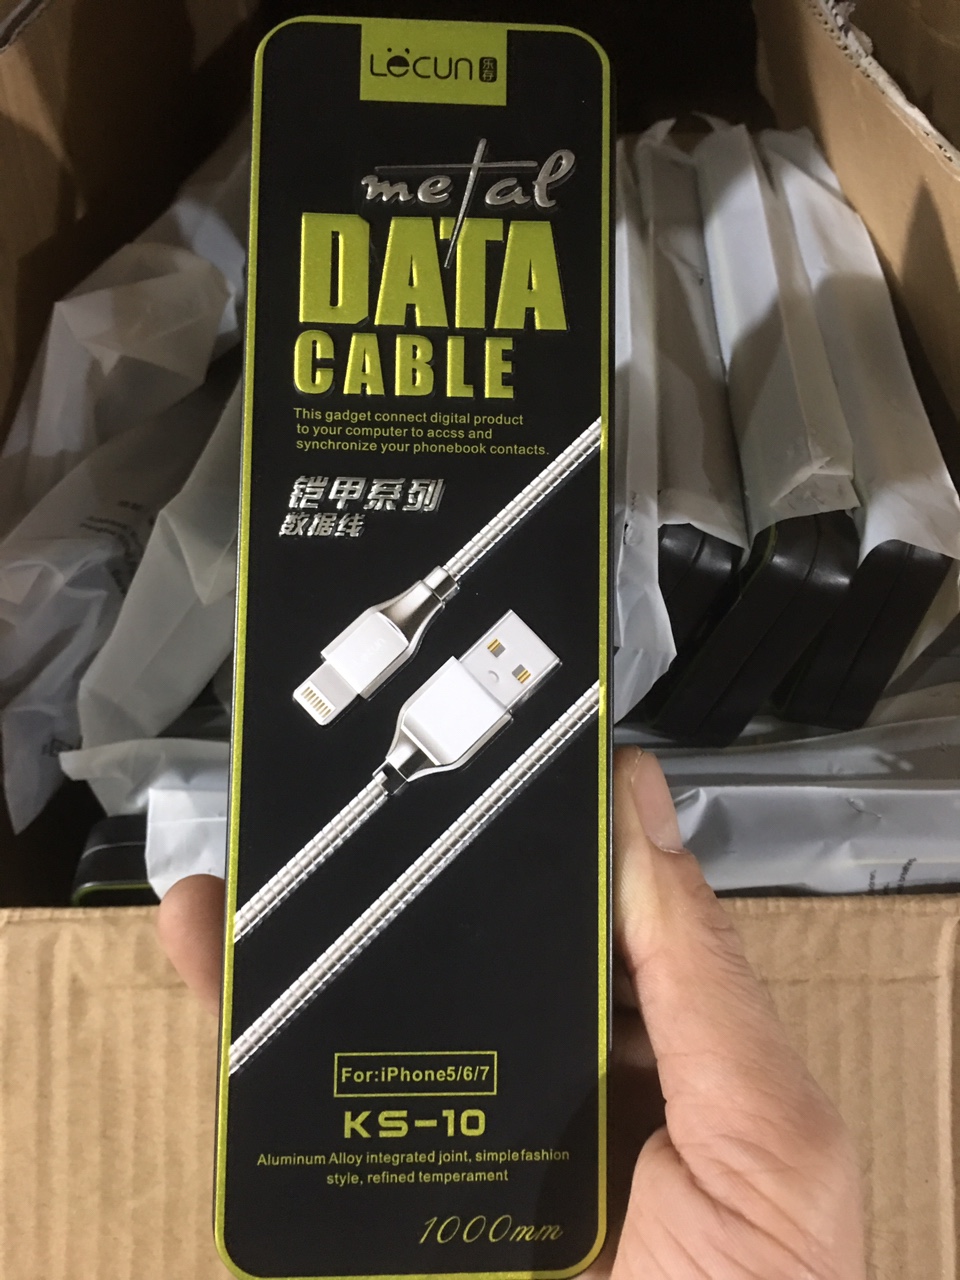 LeCUn 乐存
metal
DATA
CABLE
This gadget connect digital product
to your computer to accss and
synchronize your phonebook contacts.
铠甲系列
数据线
For:iPhone5/6/7
KS-10
Aluminum Alloy integrated joint, simplefashion
style, refined temperament
1000mm